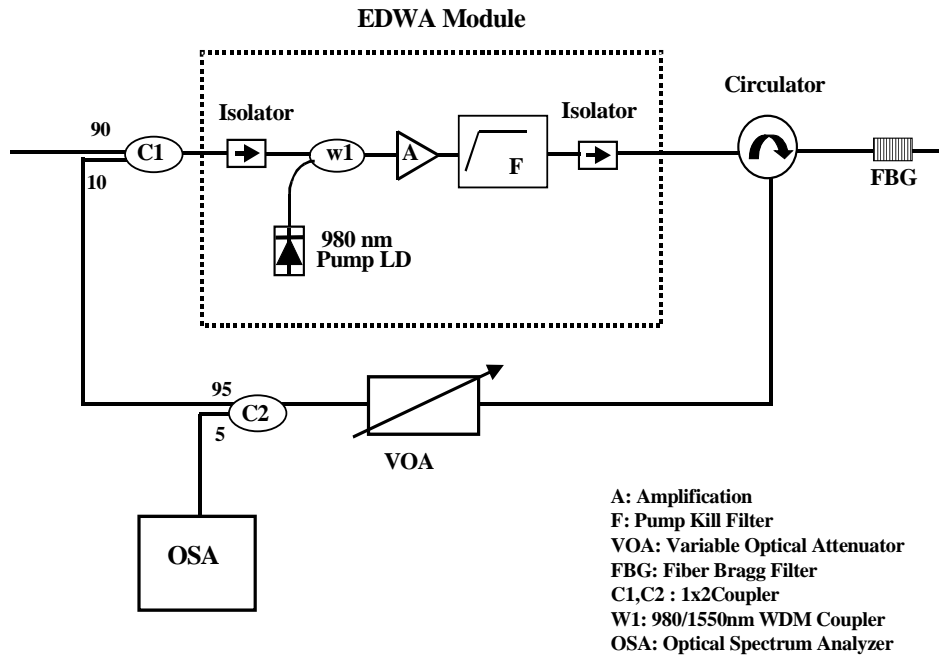 EDWA Module
Circulator
Isolator
Isolator
90
C1
w1
A
F
10
FBG
980 nm
Pump LD
95
C2
5
VOA
OSA
A: Amplification
F: Pump Kill Filter
VOA: Variable Optical Attenuator
FBG: Fiber Bragg Filter
C1,C2 : 1x2Coupler
W1: 980/1550nm WDM Coupler
OSA: Optical Spectrum Analyzer